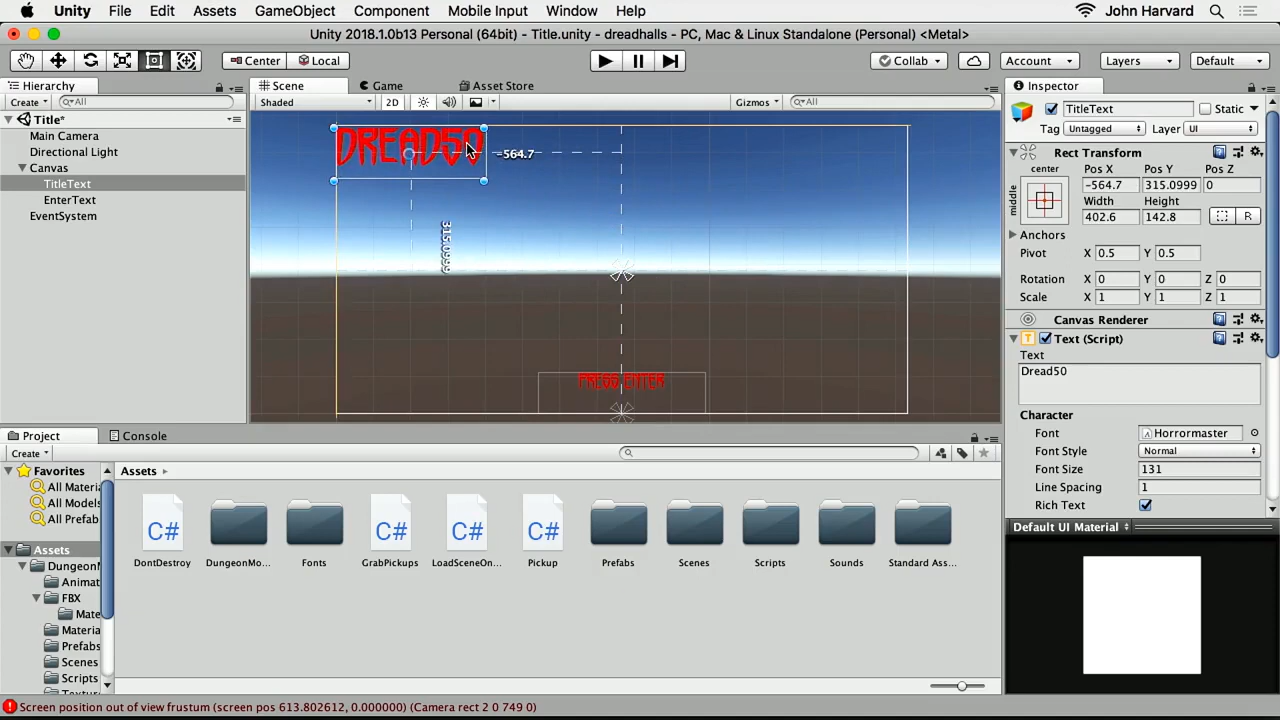 Unity File Edit Assets GameObject Component Mobile Input Window Help John Harvard
Unity 2018.1.0b13 Personal (64bit) - Title.unity - dreadhalls - PC, Mac & Linux Standalone (Personal) <Metal>
Center Local Collab Account Layers Default
Hierarchy Scene Game Asset Store Inspector
Create All Shaded 2D Gizmos All
TitleText Static
Tag Untagged Layer UI
Title*
Main Camera
Directional Light
Canvas
TitleText
EnterText
EventSystem
DREAD50
-564.7
315.0999
PRESS ENTER
Rect Transform
center
middle
Pos X Pos Y Pos Z
-564.7 315.0999 0
Width Height
402.6 142.8 R
Anchors
Pivot X 0.5 Y 0.5
Rotation X 0 Y 0 Z 0
Scale X 1 Y 1 Z 1
Canvas Renderer
Text (Script)
Text
Dread50
Character
Font Horrormaster
Font Style Normal
Font Size 131
Line Spacing 1
Rich Text
Default UI Material
Project Console
Create
Favorites
All Materi
All Models
All Prefab
Assets
DungeonMo
Animat
FBX
Mate
Materia
Prefabs
Scenes
Scripts
Assets
C# C# C# C#
DontDestroy DungeonMo... Fonts GrabPickups LoadSceneOn... Pickup Prefabs Scenes Scripts Sounds Standard Ass...
Screen position out of view frustum (screen pos 613.802612, 0.000000) (Camera rect 2 0 749 0)